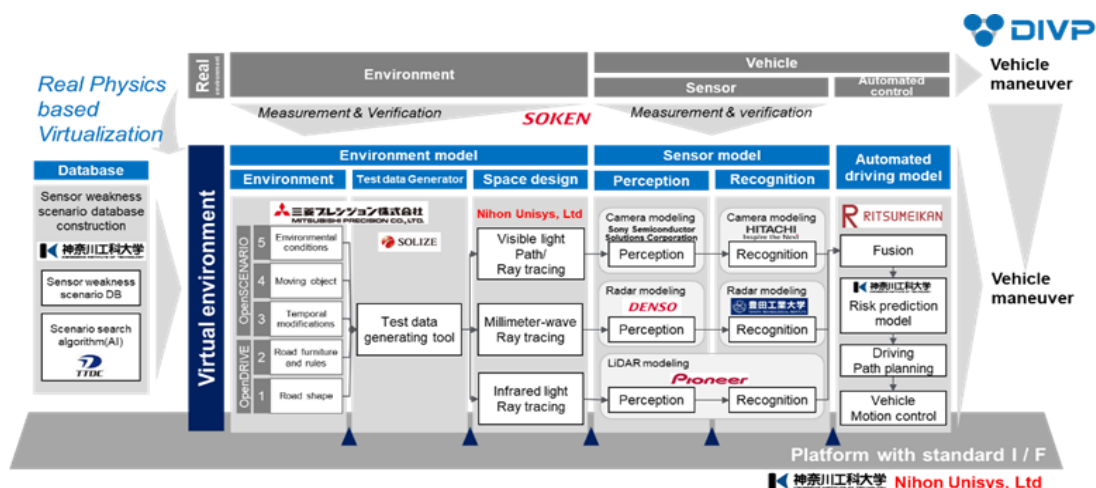 DIVP
Real Physics
based
Virtualization
Real
environment
Environment
Vehicle
Sensor
Automated
control
Vehicle
maneuver
Measurement & Verification
SOKEN
Measurement & verification
Database
Sensor weakness
scenario database
construction
神奈川工科大学
Sensor weakness
scenario DB
Scenario search
algorithm(AI)
TTDC
Virtual environment
Environment model
Environment
Test data Generator
Space design
三菱プレシジョン株式会社
MITSUBISHI PRECISION CO.,LTD.
OpenSCENARIO
OpenDRIVE
5
Environmental
conditions
4
Moving object
3
Temporal
modifications
2
Road furniture
and rules
1
Road shape
SOLIZE
Test data
generating tool
Nihon Unisys, Ltd
Visible light
Path/
Ray tracing
Millimeter-wave
Ray tracing
Infrared light
Ray tracing
Sensor model
Perception
Recognition
Camera modeling
Sony Semiconductor
Solutions Corporation
Perception
Camera modeling
HITACHI
Inspire the Next
Recognition
Radar modeling
DENSO
Perception
Radar modeling
豊田工業大学
Recognition
LiDAR modeling
Pioneer
Perception
Recognition
Automated
driving model
RITSUMEIKAN
Fusion
神奈川工科大学
Risk prediction
model
Driving
Path planning
Vehicle
Motion control
Vehicle
maneuver
Platform with standard I / F
神奈川工科大学
Nihon Unisys, Ltd